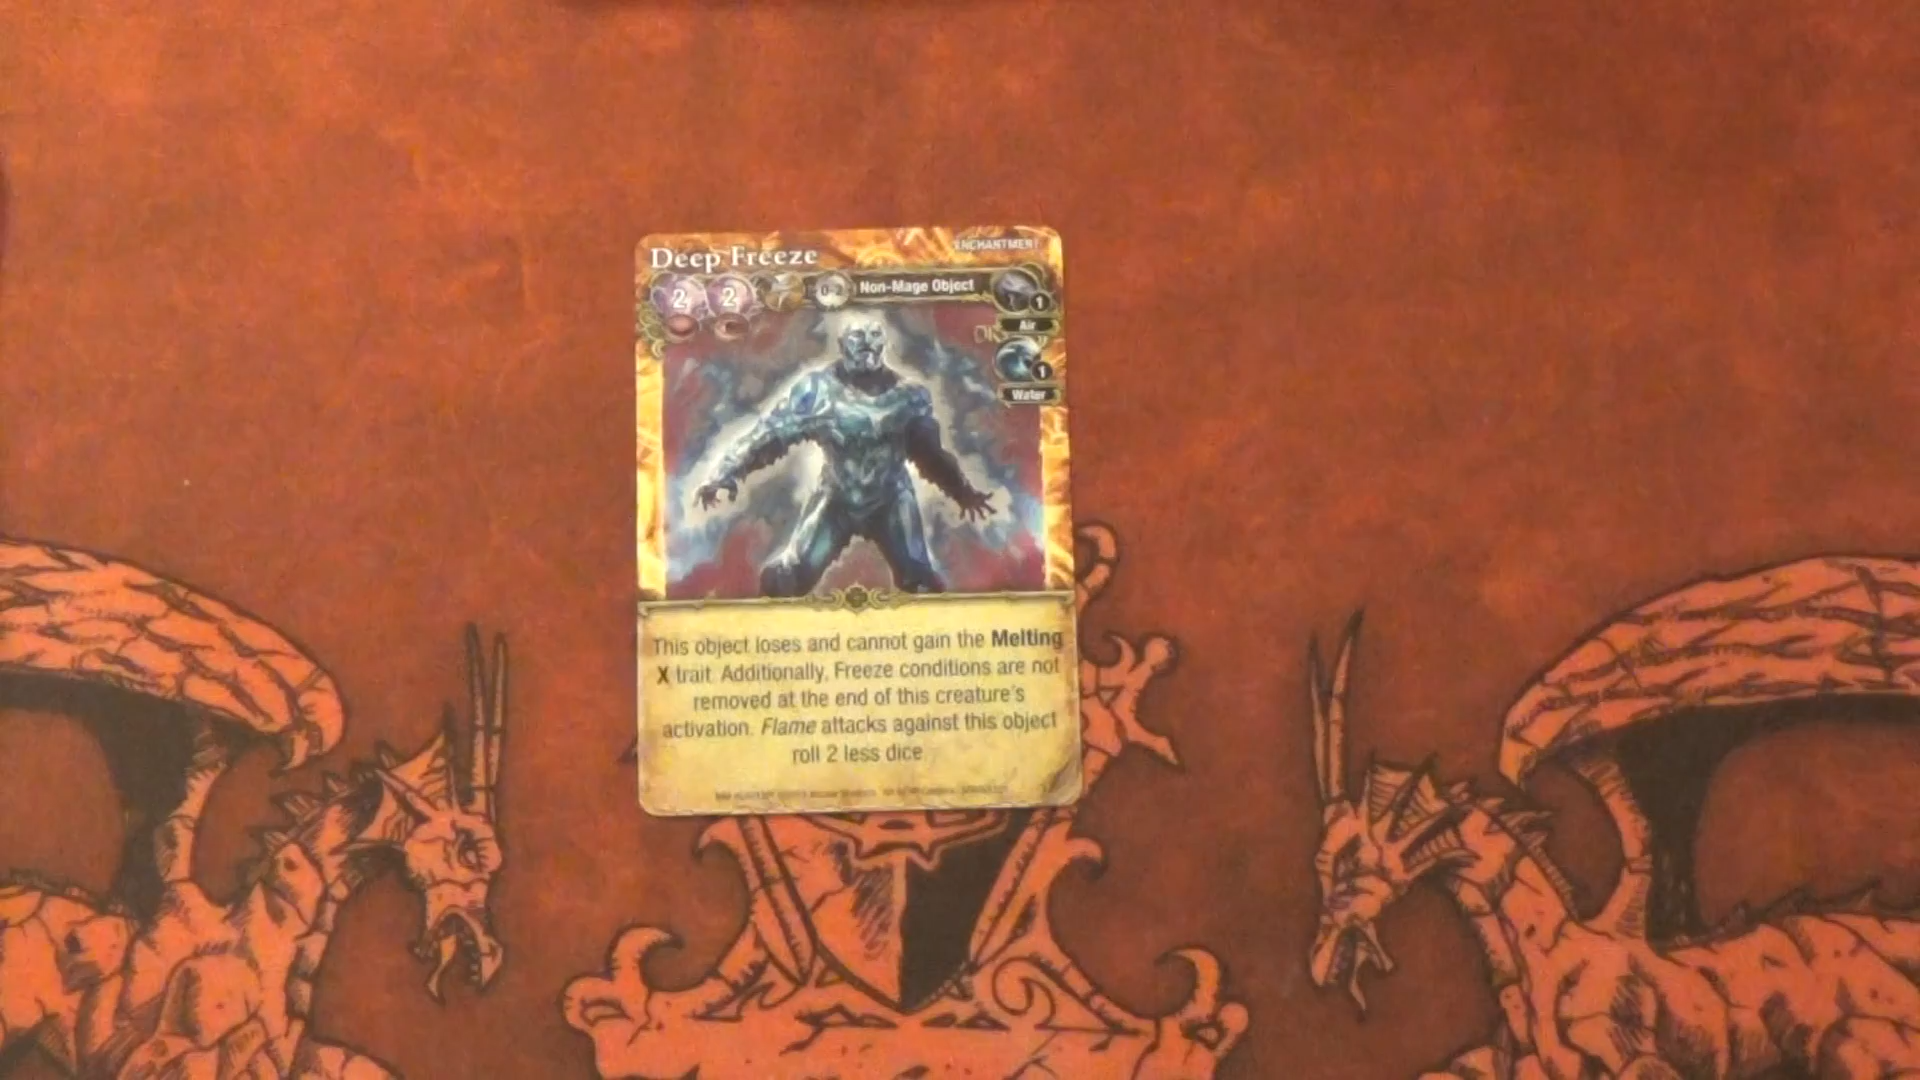 Deep Freeze
ENCHANTMENT
2 2 0-2 Non-Mage Object 1
Air
OR
1
Water
This object loses and cannot gain the Melting
X trait. Additionally, Freeze conditions are not
removed at the end of this creature's
activation. Flame attacks against this object
roll 2 less dice